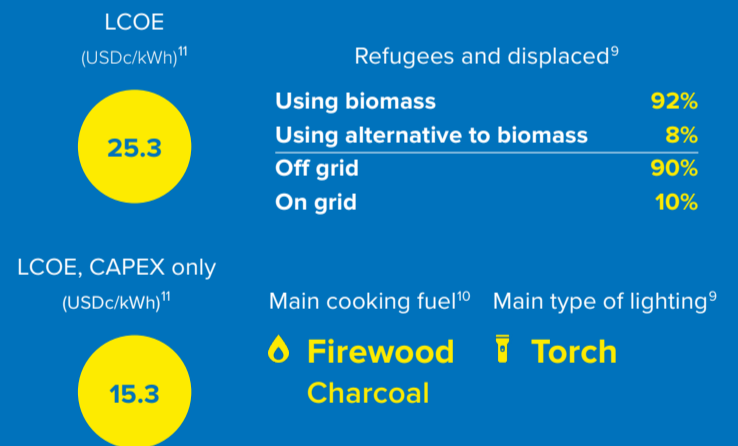 LCOE
(USDc/kWh)¹¹
25.3
Refugees and displaced⁹
Using biomass 92%
Using alternative to biomass 8%
Off grid 90%
On grid 10%
LCOE, CAPEX only
(USDc/kWh)¹¹
15.3
Main cooking fuel¹⁰
Firewood
Charcoal
Main type of lighting⁹
Torch